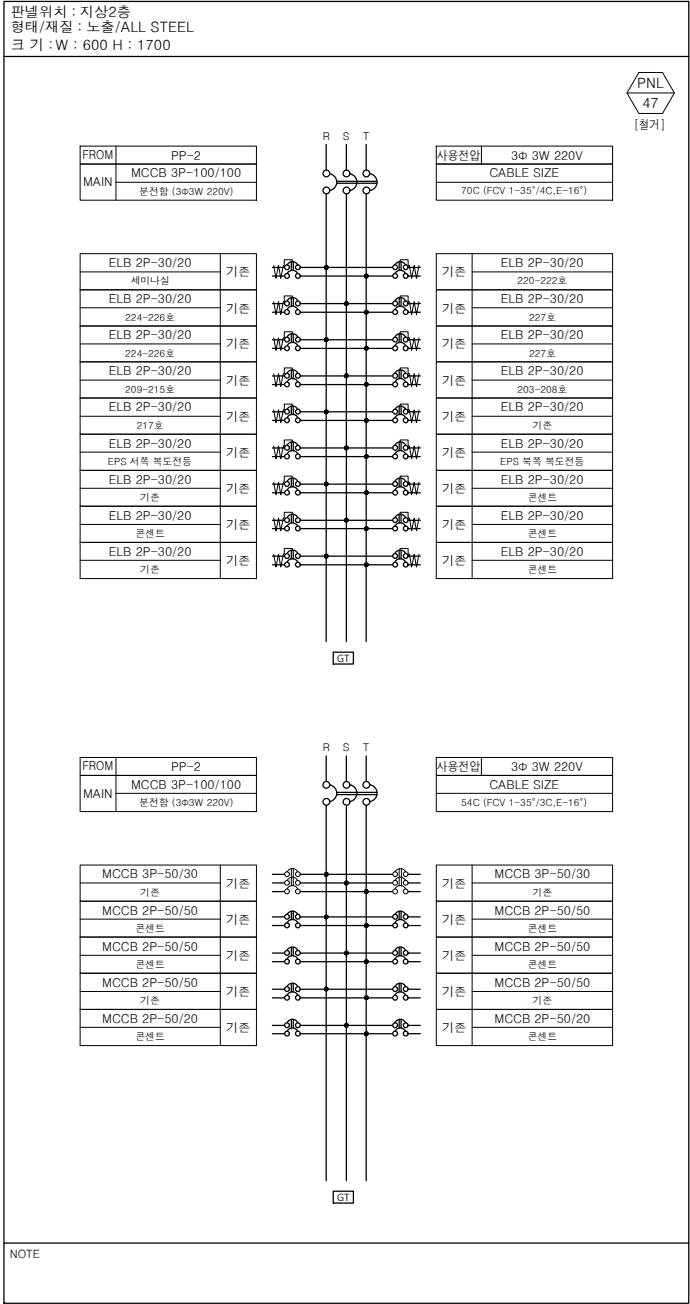 판넬위치 : 지상2층
형태/재질 : 노출/ALL STEEL
크 기 : W : 600 H : 1700
PNL
47
[철거]
R S T
FROM PP-2
MAIN MCCB 3P-100/100
분전함 (3Φ3W 220V)
사용전압 3Φ 3W 220V
CABLE SIZE
70C (FCV 1-35°/4C,E-16°)
ELB 2P-30/20
세미나실
기존
기존
ELB 2P-30/20
220-222호
ELB 2P-30/20
224-226호
기존
기존
ELB 2P-30/20
227호
ELB 2P-30/20
224-226호
기존
기존
ELB 2P-30/20
227호
ELB 2P-30/20
209-215호
기존
기존
ELB 2P-30/20
203-208호
ELB 2P-30/20
217호
기존
기존
ELB 2P-30/20
기존
ELB 2P-30/20
EPS 서쪽 복도전등
기존
기존
ELB 2P-30/20
EPS 북쪽 복도전등
ELB 2P-30/20
기존
기존
기존
ELB 2P-30/20
콘센트
ELB 2P-30/20
콘센트
기존
기존
ELB 2P-30/20
콘센트
ELB 2P-30/20
기존
기존
기존
ELB 2P-30/20
콘센트
GT
R S T
FROM PP-2
MAIN MCCB 3P-100/100
분전함 (3Φ3W 220V)
사용전압 3Φ 3W 220V
CABLE SIZE
54C (FCV 1-35°/3C,E-16°)
MCCB 3P-50/30
기존
기존
기존
MCCB 3P-50/30
기존
MCCB 2P-50/50
콘센트
기존
기존
MCCB 2P-50/50
콘센트
MCCB 2P-50/50
콘센트
기존
기존
MCCB 2P-50/50
콘센트
MCCB 2P-50/50
기존
기존
기존
MCCB 2P-50/50
기존
MCCB 2P-50/20
콘센트
기존
기존
MCCB 2P-50/20
콘센트
GT
NOTE